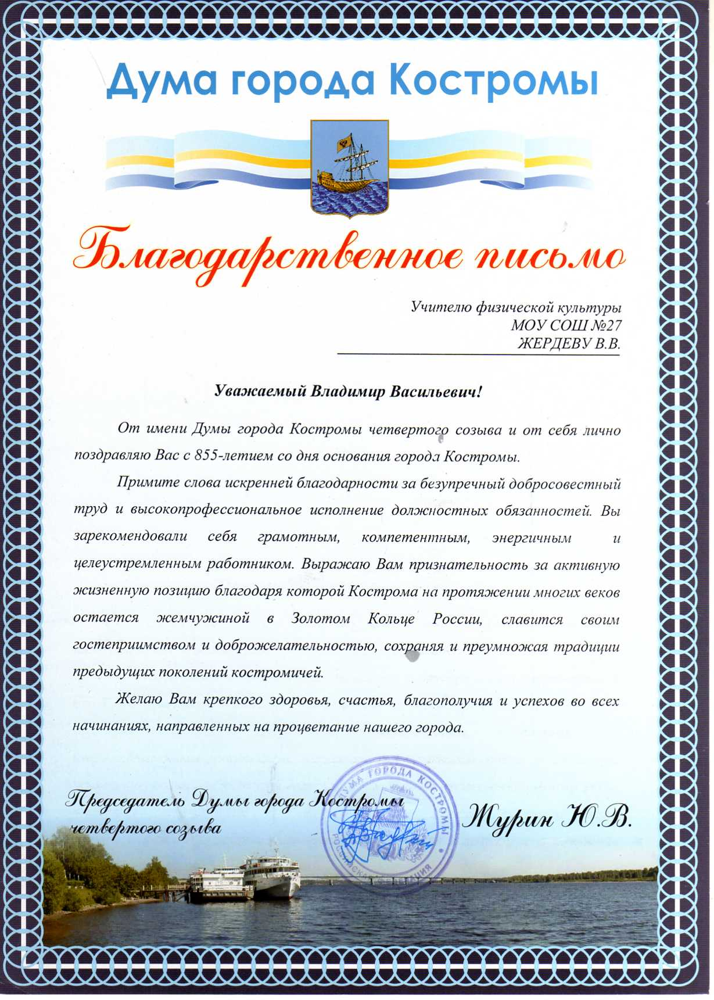 Дума города Костромы
Благодарственное письмо
Учителю физической культуры
МОУ СОШ №27
ЖЕРДЕВУ В.В.
Уважаемый Владимир Васильевич!
От имени Думы города Костромы четвертого созыва и от себя лично
поздравляю Вас с 855-летием со дня основания города Костромы.
Примите слова искренней благодарности за безупречный добросовестный
труд и высокопрофессиональное исполнение должностных обязанностей. Вы
зарекомендовали себя грамотным, компетентным, энергичным и
целеустремленным работником. Выражаю Вам признательность за активную
жизненную позицию благодаря которой Кострома на протяжении многих веков
остается жемчужиной в Золотом Кольце России, славится своим
гостеприимством и доброжелательностью, сохраняя и преумножая традиции
предыдущих поколений костромичей.
Желаю Вам крепкого здоровья, счастья, благополучия и успехов во всех
начинаниях, направленных на процветание нашего города.
Председатель Думы города Костромы
четвертого созыва
Журин Ю.В.
ДУМА ГОРОДА КОСТРОМЫ